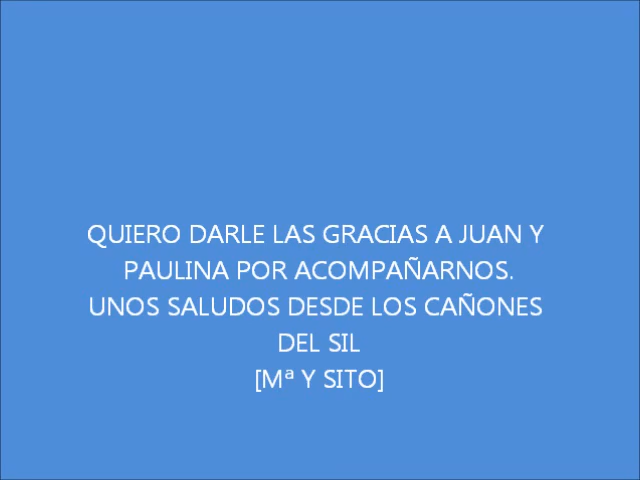 QUIERO DARLE LAS GRACIAS A JUAN Y
PAULINA POR ACOMPAÑARNOS.
UNOS SALUDOS DESDE LOS CAÑONES
DEL SIL
[Mª Y SITO]